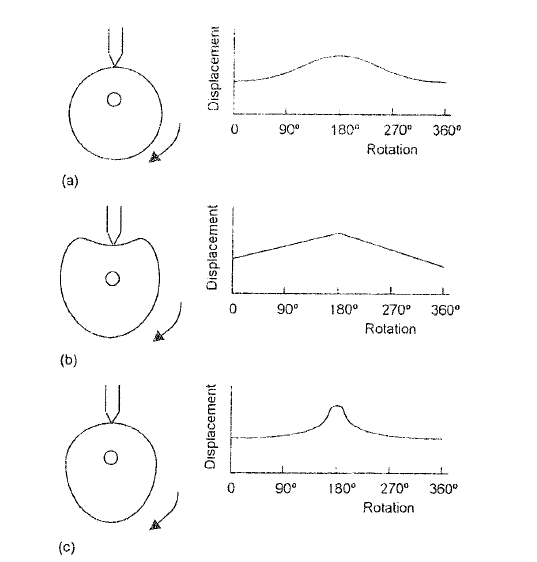 Displacement
0 90° 180° 270° 360°
Rotation
(a)
Displacement
0 90° 180° 270° 360°
Rotation
(b)
Displacement
0 90° 180° 270° 360°
Rotation
(c)